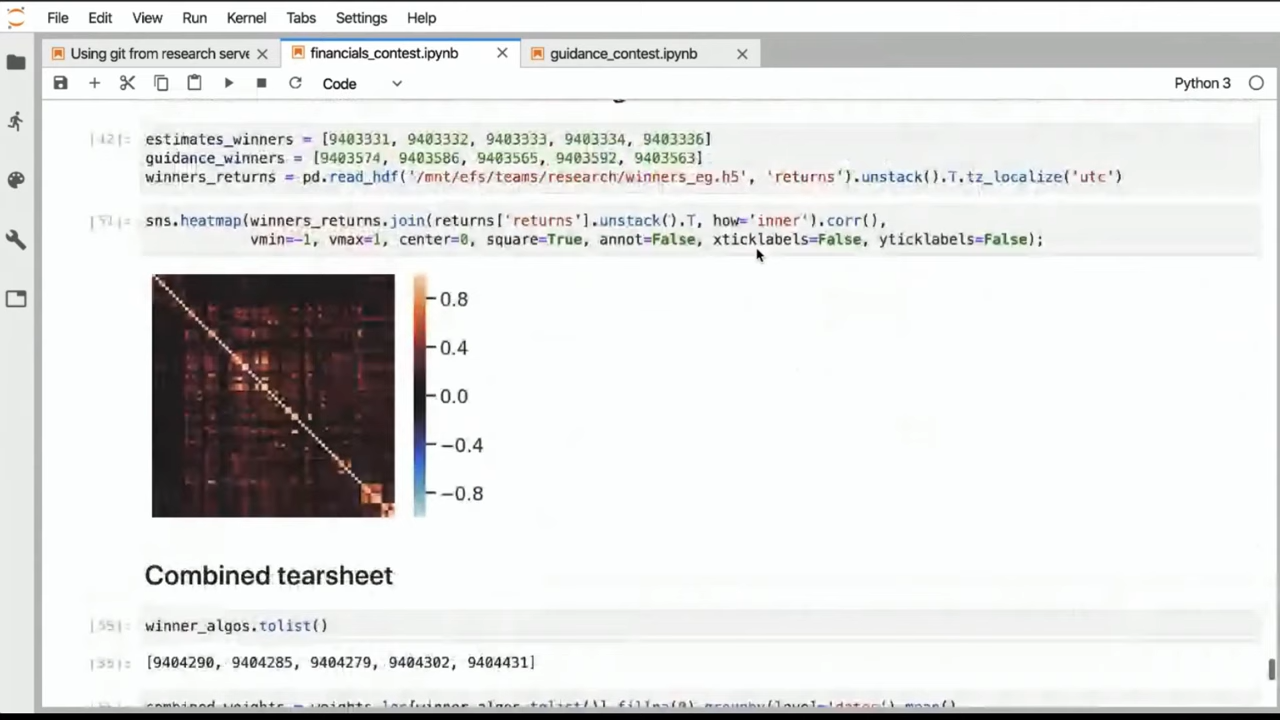 File Edit View Run Kernel Tabs Settings Help
Using git from research serve financials_contest.ipynb guidance_contest.ipynb
Code Python 3
[42]: estimates_winners = [9403331, 9403332, 9403333, 9403334, 9403336]
guidance_winners = [9403574, 9403586, 9403565, 9403592, 9403563]
winners_returns = pd.read_hdf('/mnt/efs/teams/research/winners_eg.h5', 'returns').unstack().T.tz_localize('utc')
sns.heatmap(winners_returns.join(returns['returns'].unstack().T, how='inner').corr(),
vmin=-1, vmax=1, center=0, square=True, annot=False, xticklabels=False, yticklabels=False);
0.8
0.4
0.0
-0.4
-0.8
Combined tearsheet
winner_algos.tolist()
[9404290, 9404285, 9404279, 9404302, 9404431]